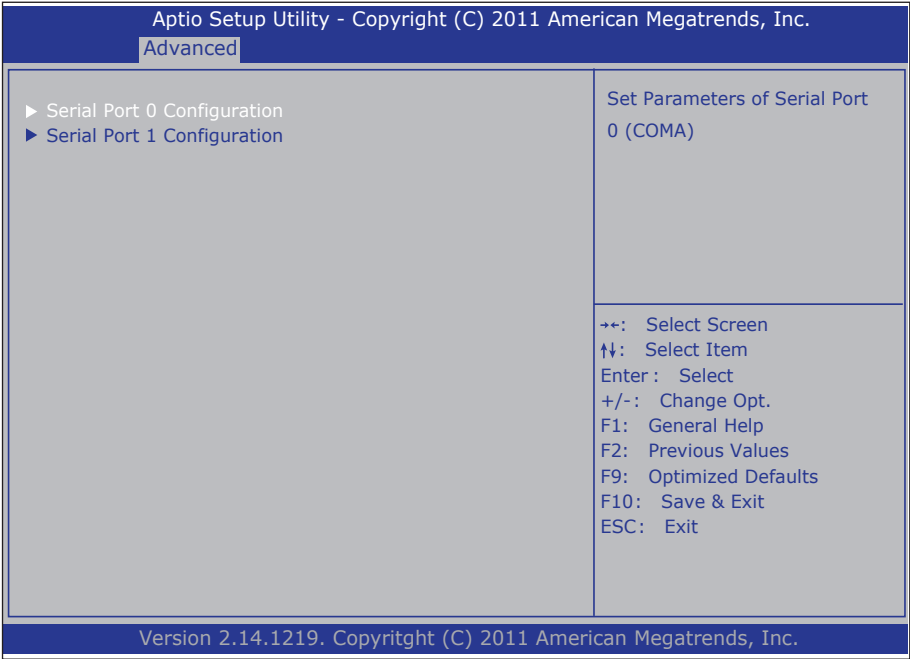 Aptio Setup Utility - Copyright (C) 2011 American Megatrends, Inc.
Advanced
▶ Serial Port 0 Configuration
▶ Serial Port 1 Configuration
Set Parameters of Serial Port
0 (COMA)
→←: Select Screen
↑↓: Select Item
Enter : Select
+/-: Change Opt.
F1: General Help
F2: Previous Values
F9: Optimized Defaults
F10: Save & Exit
ESC: Exit
Version 2.14.1219. Copyritght (C) 2011 American Megatrends, Inc.